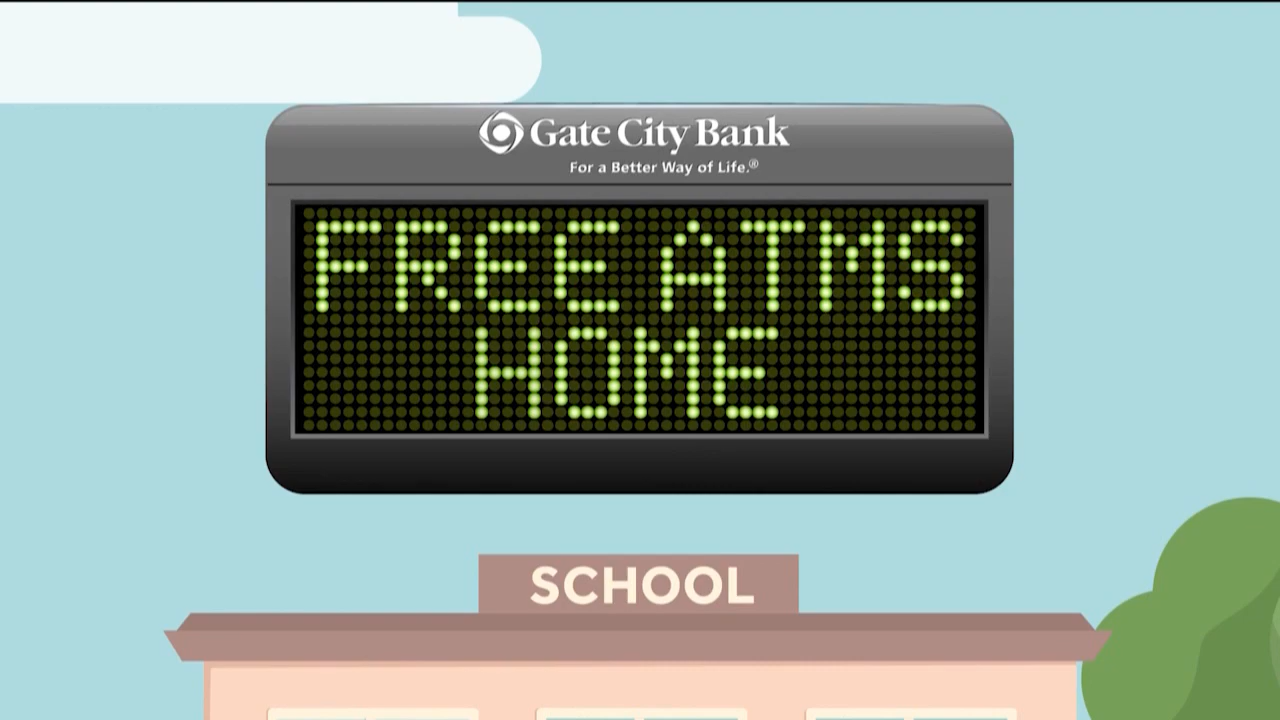 Gate City Bank
For a Better Way of Life.®
FREE ATMS
HOME
SCHOOL